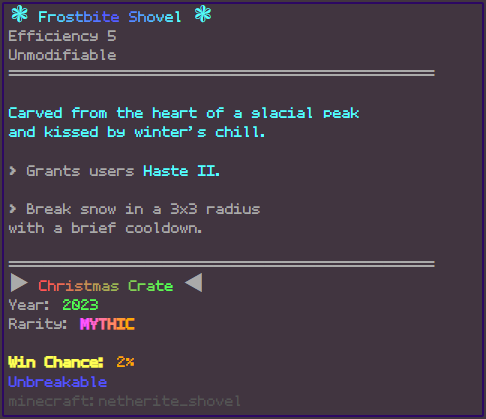 ❃ Frostbite Shovel ❃
Efficiency 5
Unmodifiable
Carved from the heart of a glacial peak
and kissed by winter's chill.
> Grants users Haste II.
> Break snow in a 3x3 radius
with a brief cooldown.
▶ Christmas Crate ◀
Year: 2023
Rarity: MYTHIC
Win Chance: 2%
Unbreakable
minecraft:netherite_shovel